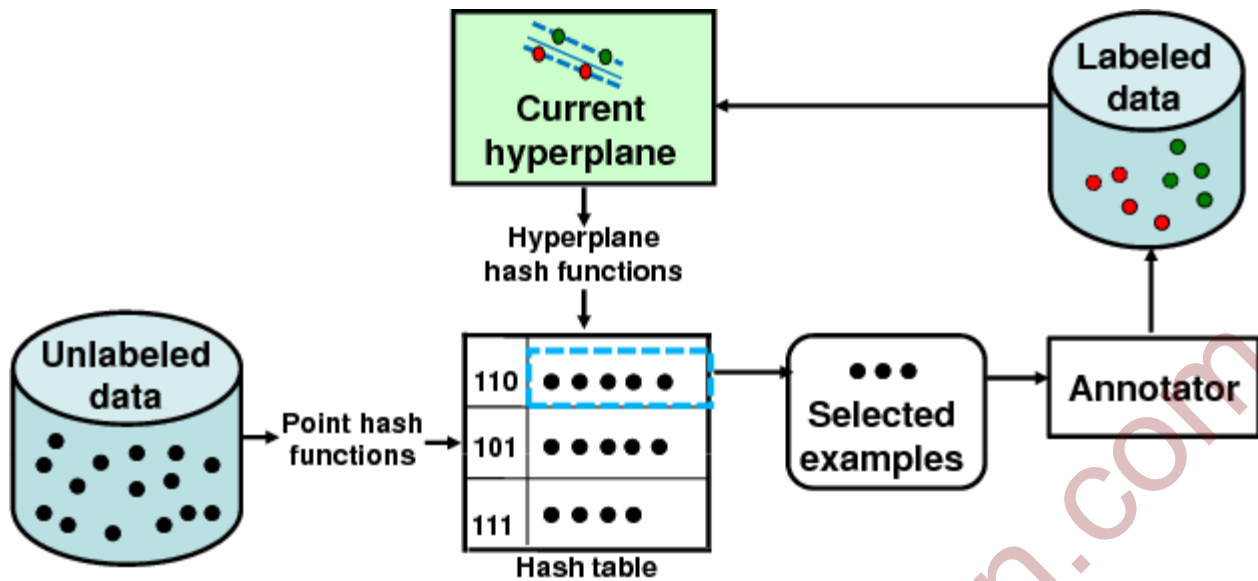 Current
hyperplane
Labeled
data
Hyperplane
hash functions
Unlabeled
data
Point hash
functions
110
101
111
Hash table
Selected
examples
Annotator
n.com